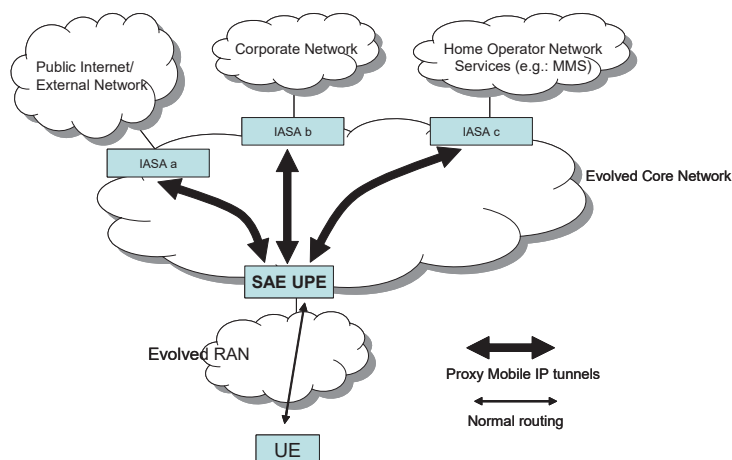 Public Internet/
External Network
Corporate Network
Home Operator Network
Services (e.g.: MMS)
IASA a
IASA b
IASA c
Evolved Core Network
SAE UPE
Evolved RAN
Proxy Mobile IP tunnels
Normal routing
UE